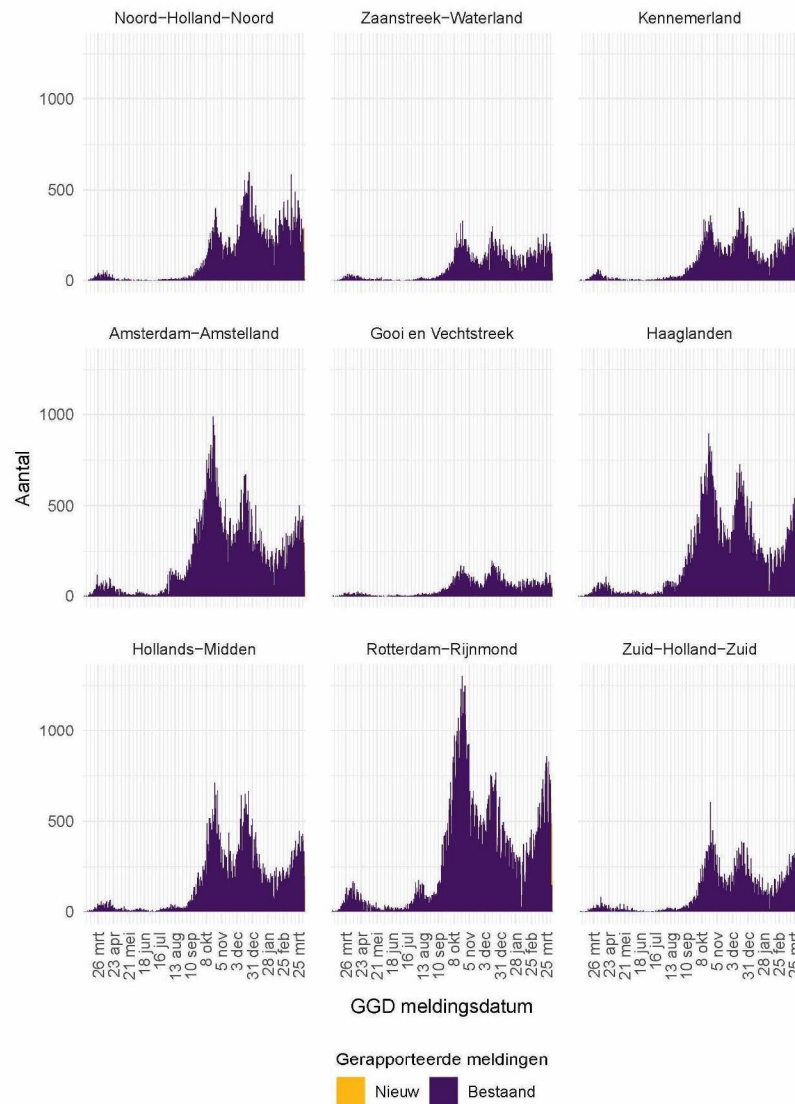 Noord−Holland−Noord Zaanstreek−Waterland Kennemerland
1000
500
0
Amsterdam−Amstelland Gooi en Vechtstreek Haaglanden
1000
500
0
Aantal
Hollands−Midden Rotterdam−Rijnmond Zuid−Holland−Zuid
1000
500
0
26 mrt 23 apr 21 mei 18 jun 16 jul 13 aug 10 sep 8 okt 5 nov 3 dec 31 dec 28 jan 25 feb 25 mrt
26 mrt 23 apr 21 mei 18 jun 16 jul 13 aug 10 sep 8 okt 5 nov 3 dec 31 dec 28 jan 25 feb 25 mrt
26 mrt 23 apr 21 mei 18 jun 16 jul 13 aug 10 sep 8 okt 5 nov 3 dec 31 dec 28 jan 25 feb 25 mrt
GGD meldingsdatum
Gerapporteerde meldingen
Nieuw Bestaand